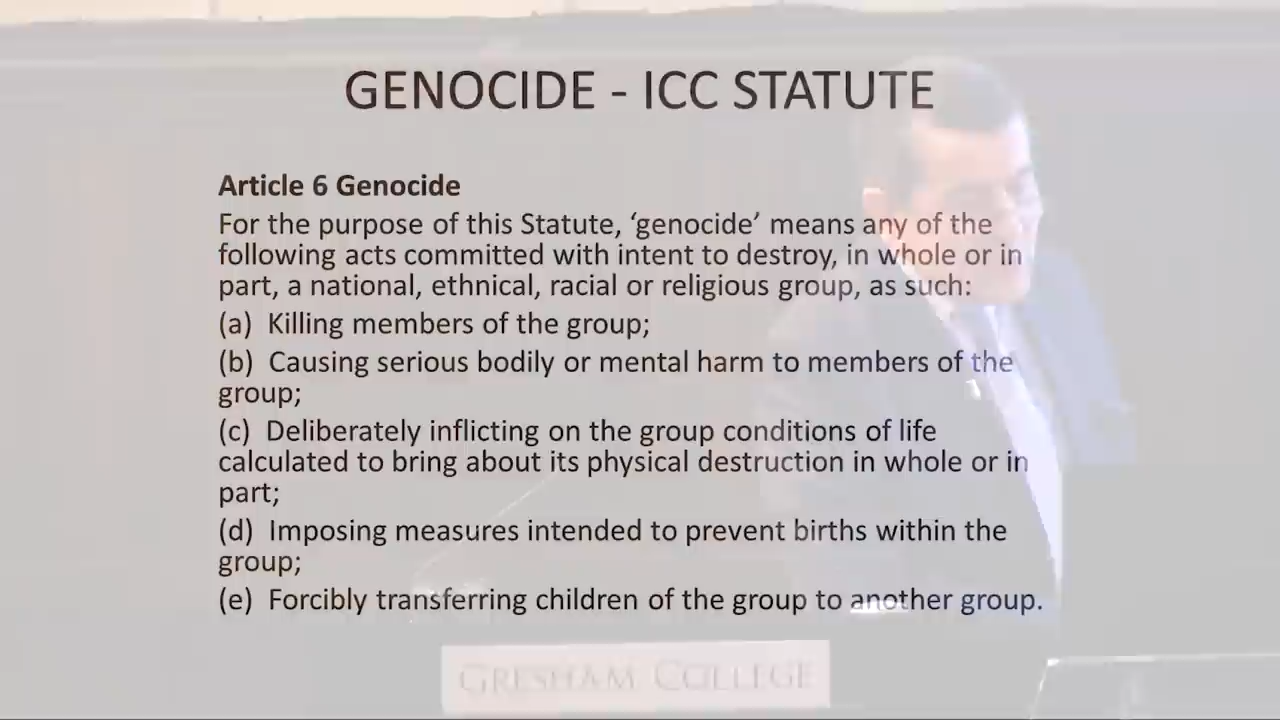 GENOCIDE - ICC STATUTE
Article 6 Genocide
For the purpose of this Statute, ‘genocide’ means any of the
following acts committed with intent to destroy, in whole or in
part, a national, ethnical, racial or religious group, as such:
(a) Killing members of the group;
(b) Causing serious bodily or mental harm to members of the
group;
(c) Deliberately inflicting on the group conditions of life
calculated to bring about its physical destruction in whole or in
part;
(d) Imposing measures intended to prevent births within the
group;
(e) Forcibly transferring children of the group to another group.
GRESHAM COLLEGE